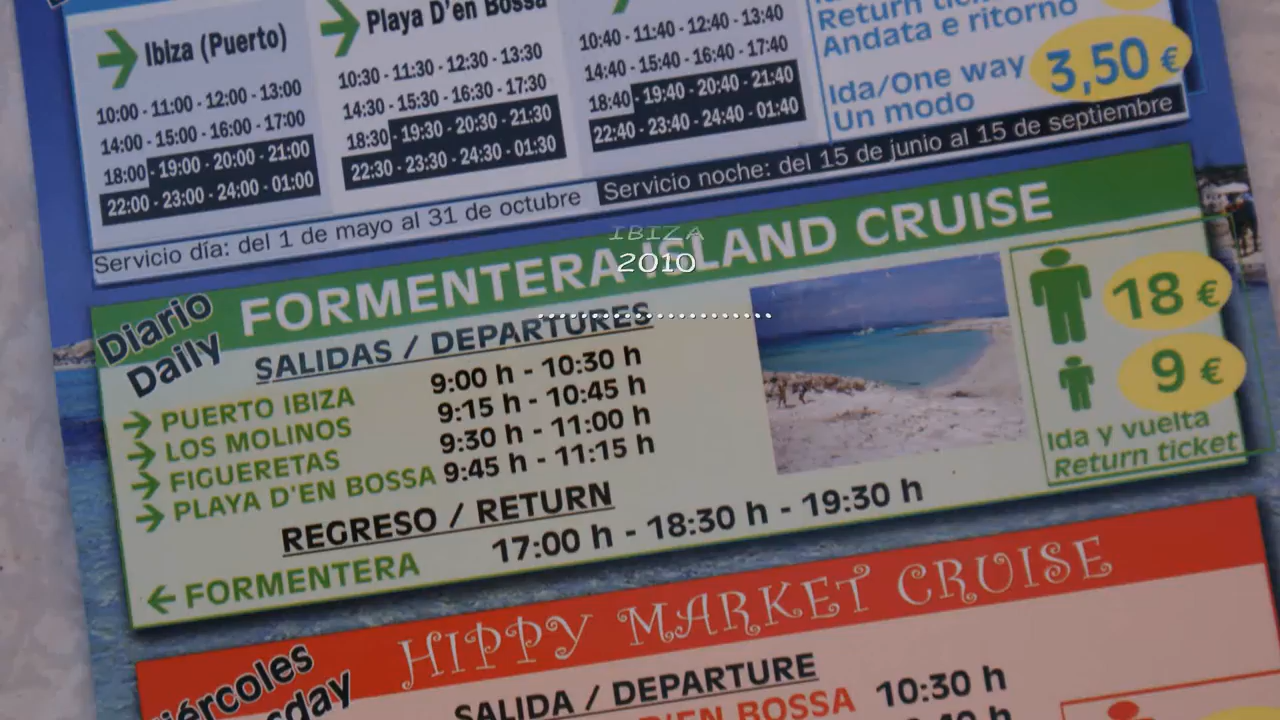 Ibiza (Puerto)
10:00 - 11:00 - 12:00 - 13:00
14:00 - 15:00 - 16:00 - 17:00
18:00 - 19:00 - 20:00 - 21:00
22:00 - 23:00 - 24:00 - 01:00
Playa D'en Bossa
10:30 - 11:30 - 12:30 - 13:30
14:30 - 15:30 - 16:30 - 17:30
18:30 - 19:30 - 20:30 - 21:30
22:30 - 23:30 - 24:30 - 01:30
10:40 - 11:40 - 12:40 - 13:40
14:40 - 15:40 - 16:40 - 17:40
18:40 - 19:40 - 20:40 - 21:40
22:40 - 23:40 - 24:40 - 01:40
Return
Andata e ritorno
Ida/One way
Un modo
3,50 €
Servicio día: del 1 de mayo al 31 de octubre
Servicio noche: del 15 de junio al 15 de septiembre
IBIZA
2010
Diario
Daily
FORMENTERA ISLAND CRUISE
SALIDAS / DEPARTURES
PUERTO IBIZA 9:00 h - 10:30 h
LOS MOLINOS 9:15 h - 10:45 h
FIGUERETAS 9:30 h - 11:00 h
PLAYA D'EN BOSSA 9:45 h - 11:15 h
REGRESO / RETURN
FORMENTERA 17:00 h - 18:30 h - 19:30 h
18 €
9 €
Ida y vuelta
Return ticket
HIPPY MARKET CRUISE
SALIDA / DEPARTURE
D'EN BOSSA 10:30 h